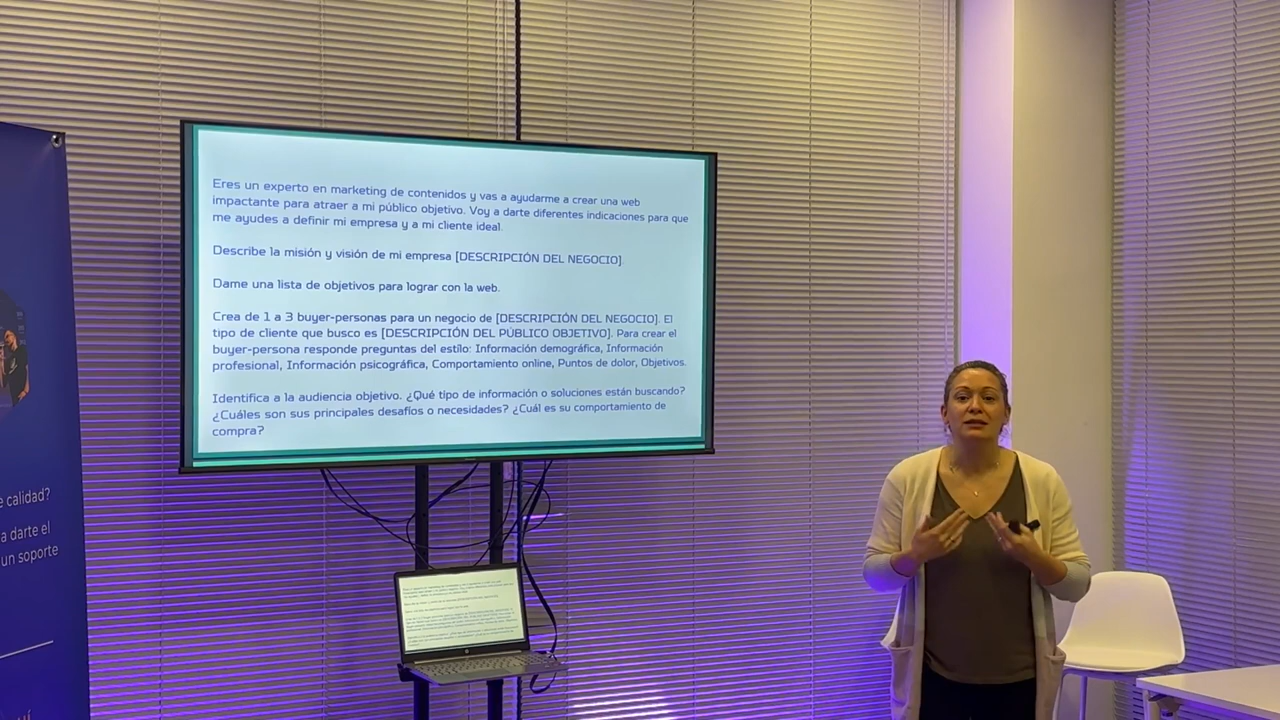 Eres un experto en marketing de contenidos y vas a ayudarme a crear una web
impactante para atraer a mi público objetivo. Voy a darte diferentes indicaciones para que
me ayudes a definir mi empresa y a mi cliente ideal.
Describe la misión y visión de mi empresa [DESCRIPCIÓN DEL NEGOCIO].
Dame una lista de objetivos para lograr con la web.
Crea de 1 a 3 buyer-personas para un negocio de [DESCRIPCIÓN DEL NEGOCIO]. El
tipo de cliente que busco es [DESCRIPCIÓN DEL PÚBLICO OBJETIVO]. Para crear el
buyer-persona responde preguntas del estilo: Información demográfica, Información
profesional, Información psicográfica, Comportamiento online, Puntos de dolor, Objetivos.
Identifica a la audiencia objetivo. ¿Qué tipo de información o soluciones están buscando?
¿Cuáles son sus principales desafíos o necesidades? ¿Cuál es su comportamiento de
compra?
e calidad?
a darte el
un soporte